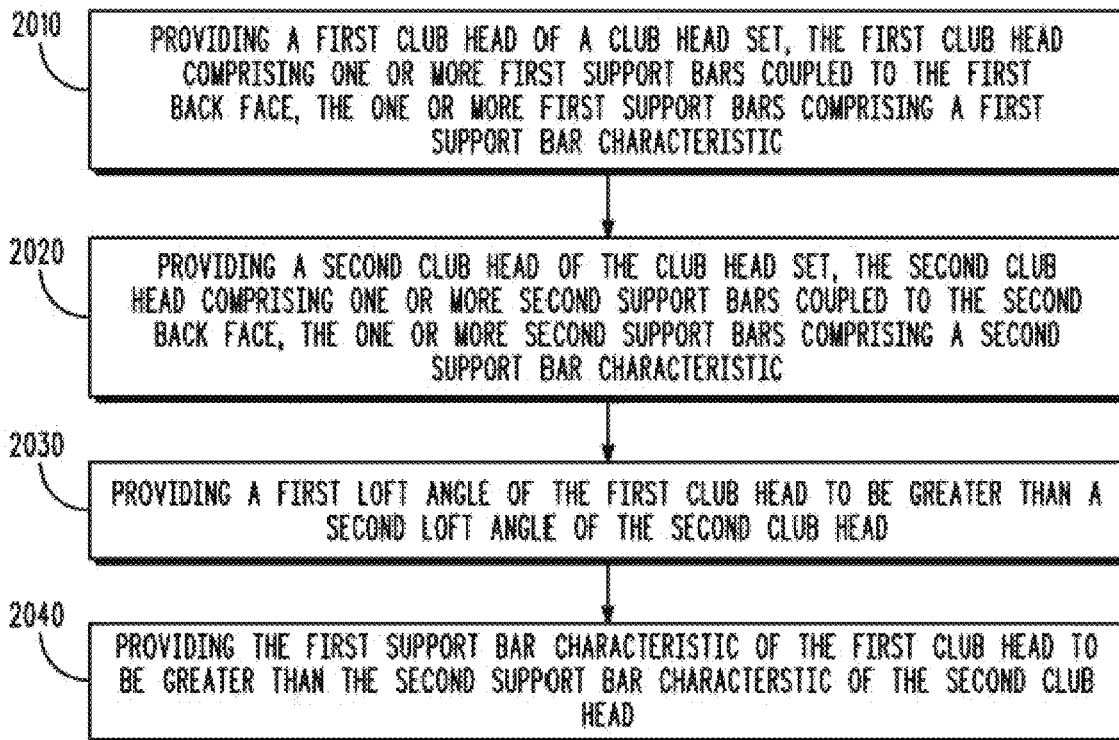 2010
PROVIDING A FIRST CLUB HEAD OF A CLUB HEAD SET, THE FIRST CLUB HEAD
COMPRISING ONE OR MORE FIRST SUPPORT BARS COUPLED TO THE FIRST
BACK FACE, THE ONE OR MORE FIRST SUPPORT BARS COMPRISING A FIRST
SUPPORT BAR CHARACTERISTIC
2020
PROVIDING A SECOND CLUB HEAD OF THE CLUB HEAD SET, THE SECOND CLUB
HEAD COMPRISING ONE OR MORE SECOND SUPPORT BARS COUPLED TO THE SECOND
BACK FACE, THE ONE OR MORE SECOND SUPPORT BARS COMPRISING A SECOND
SUPPORT BAR CHARACTERISTIC
2030
PROVIDING A FIRST LOFT ANGLE OF THE FIRST CLUB HEAD TO BE GREATER THAN A
SECOND LOFT ANGLE OF THE SECOND CLUB HEAD
2040
PROVIDING THE FIRST SUPPORT BAR CHARACTERISTIC OF THE FIRST CLUB HEAD TO
BE GREATER THAN THE SECOND SUPPORT BAR CHARACTERSTIC OF THE SECOND CLUB
HEAD